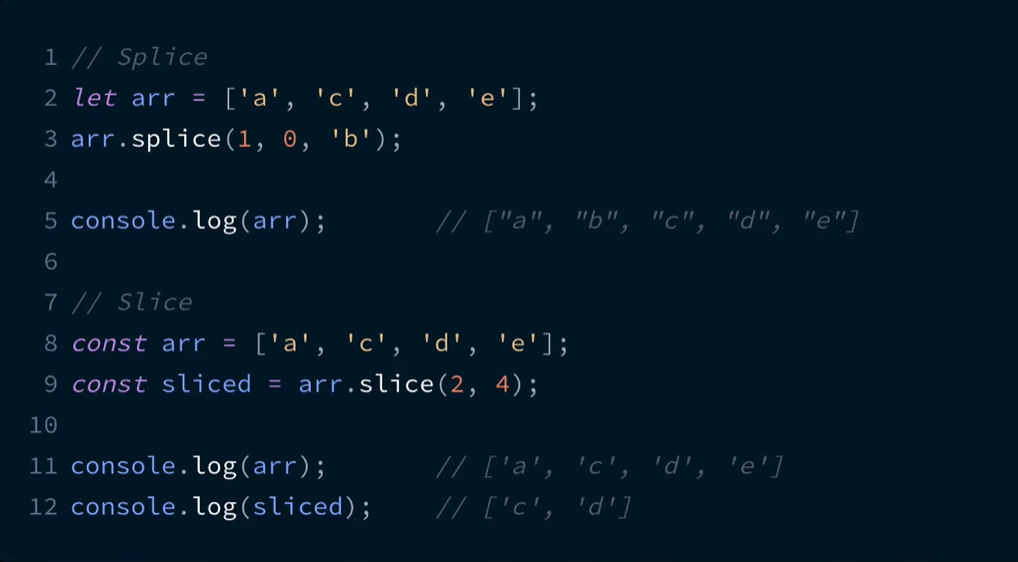 1 // Splice
2 let arr = ['a', 'c', 'd', 'e'];
3 arr.splice(1, 0, 'b');
4
5 console.log(arr); // ["a", "b", "c", "d", "e"]
6
7 // Slice
8 const arr = ['a', 'c', 'd', 'e'];
9 const sliced = arr.slice(2, 4);
10
11 console.log(arr); // ['a', 'c', 'd', 'e']
12 console.log(sliced); // ['c', 'd']